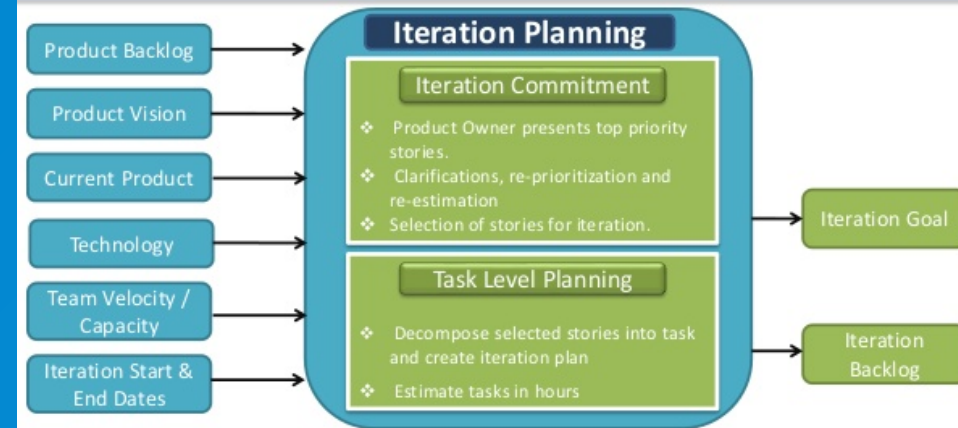 Iteration Planning
Product Backlog
Product Vision
Current Product
Technology
Team Velocity /
Capacity
Iteration Start &
End Dates
Iteration Commitment
❖ Product Owner presents top priority
stories.
❖ Clarifications, re-prioritization and
re-estimation
❖ Selection of stories for iteration.
Task Level Planning
❖ Decompose selected stories into task
and create iteration plan
❖ Estimate tasks in hours
Iteration Goal
Iteration
Backlog